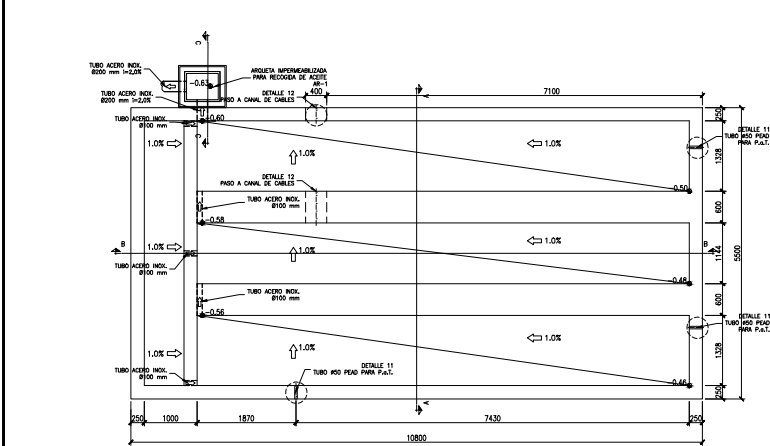 C
TUBO ACERO INOX.
Ø200 mm i=2,0%
ARQUETA IMPERMEABILIZADA
PARA RECOGIDA DE ACEITE
AR-1
-0.63
TUBO ACERO INOX.
Ø200 mm i=2,0%
DETALLE 12
PASO A CANAL DE CABLES
400
7100
TUBO ACERO INOX.
Ø100 mm
-0.60
C
250
DETALLE 11
TUBO Ø50 PEAD
PARA P.a.T.
1.0%
1.0%
1.0%
1328
DETALLE 12
PASO A CANAL DE CABLES
-0.50
TUBO ACERO INOX.
Ø100 mm
600
-0.58
B
1.0%
1.0%
1.0%
B
1144
5500
TUBO ACERO INOX.
Ø100 mm
-0.48
TUBO ACERO INOX.
Ø100 mm
600
-0.56
DETALLE 11
TUBO Ø50 PEAD
PARA P.a.T.
1.0%
1.0%
1.0%
1328
DETALLE 11
TUBO Ø50 PEAD PARA P.a.T.
TUBO ACERO INOX.
Ø100 mm
-0.46
250
A
250
1000
1870
7430
250
10800